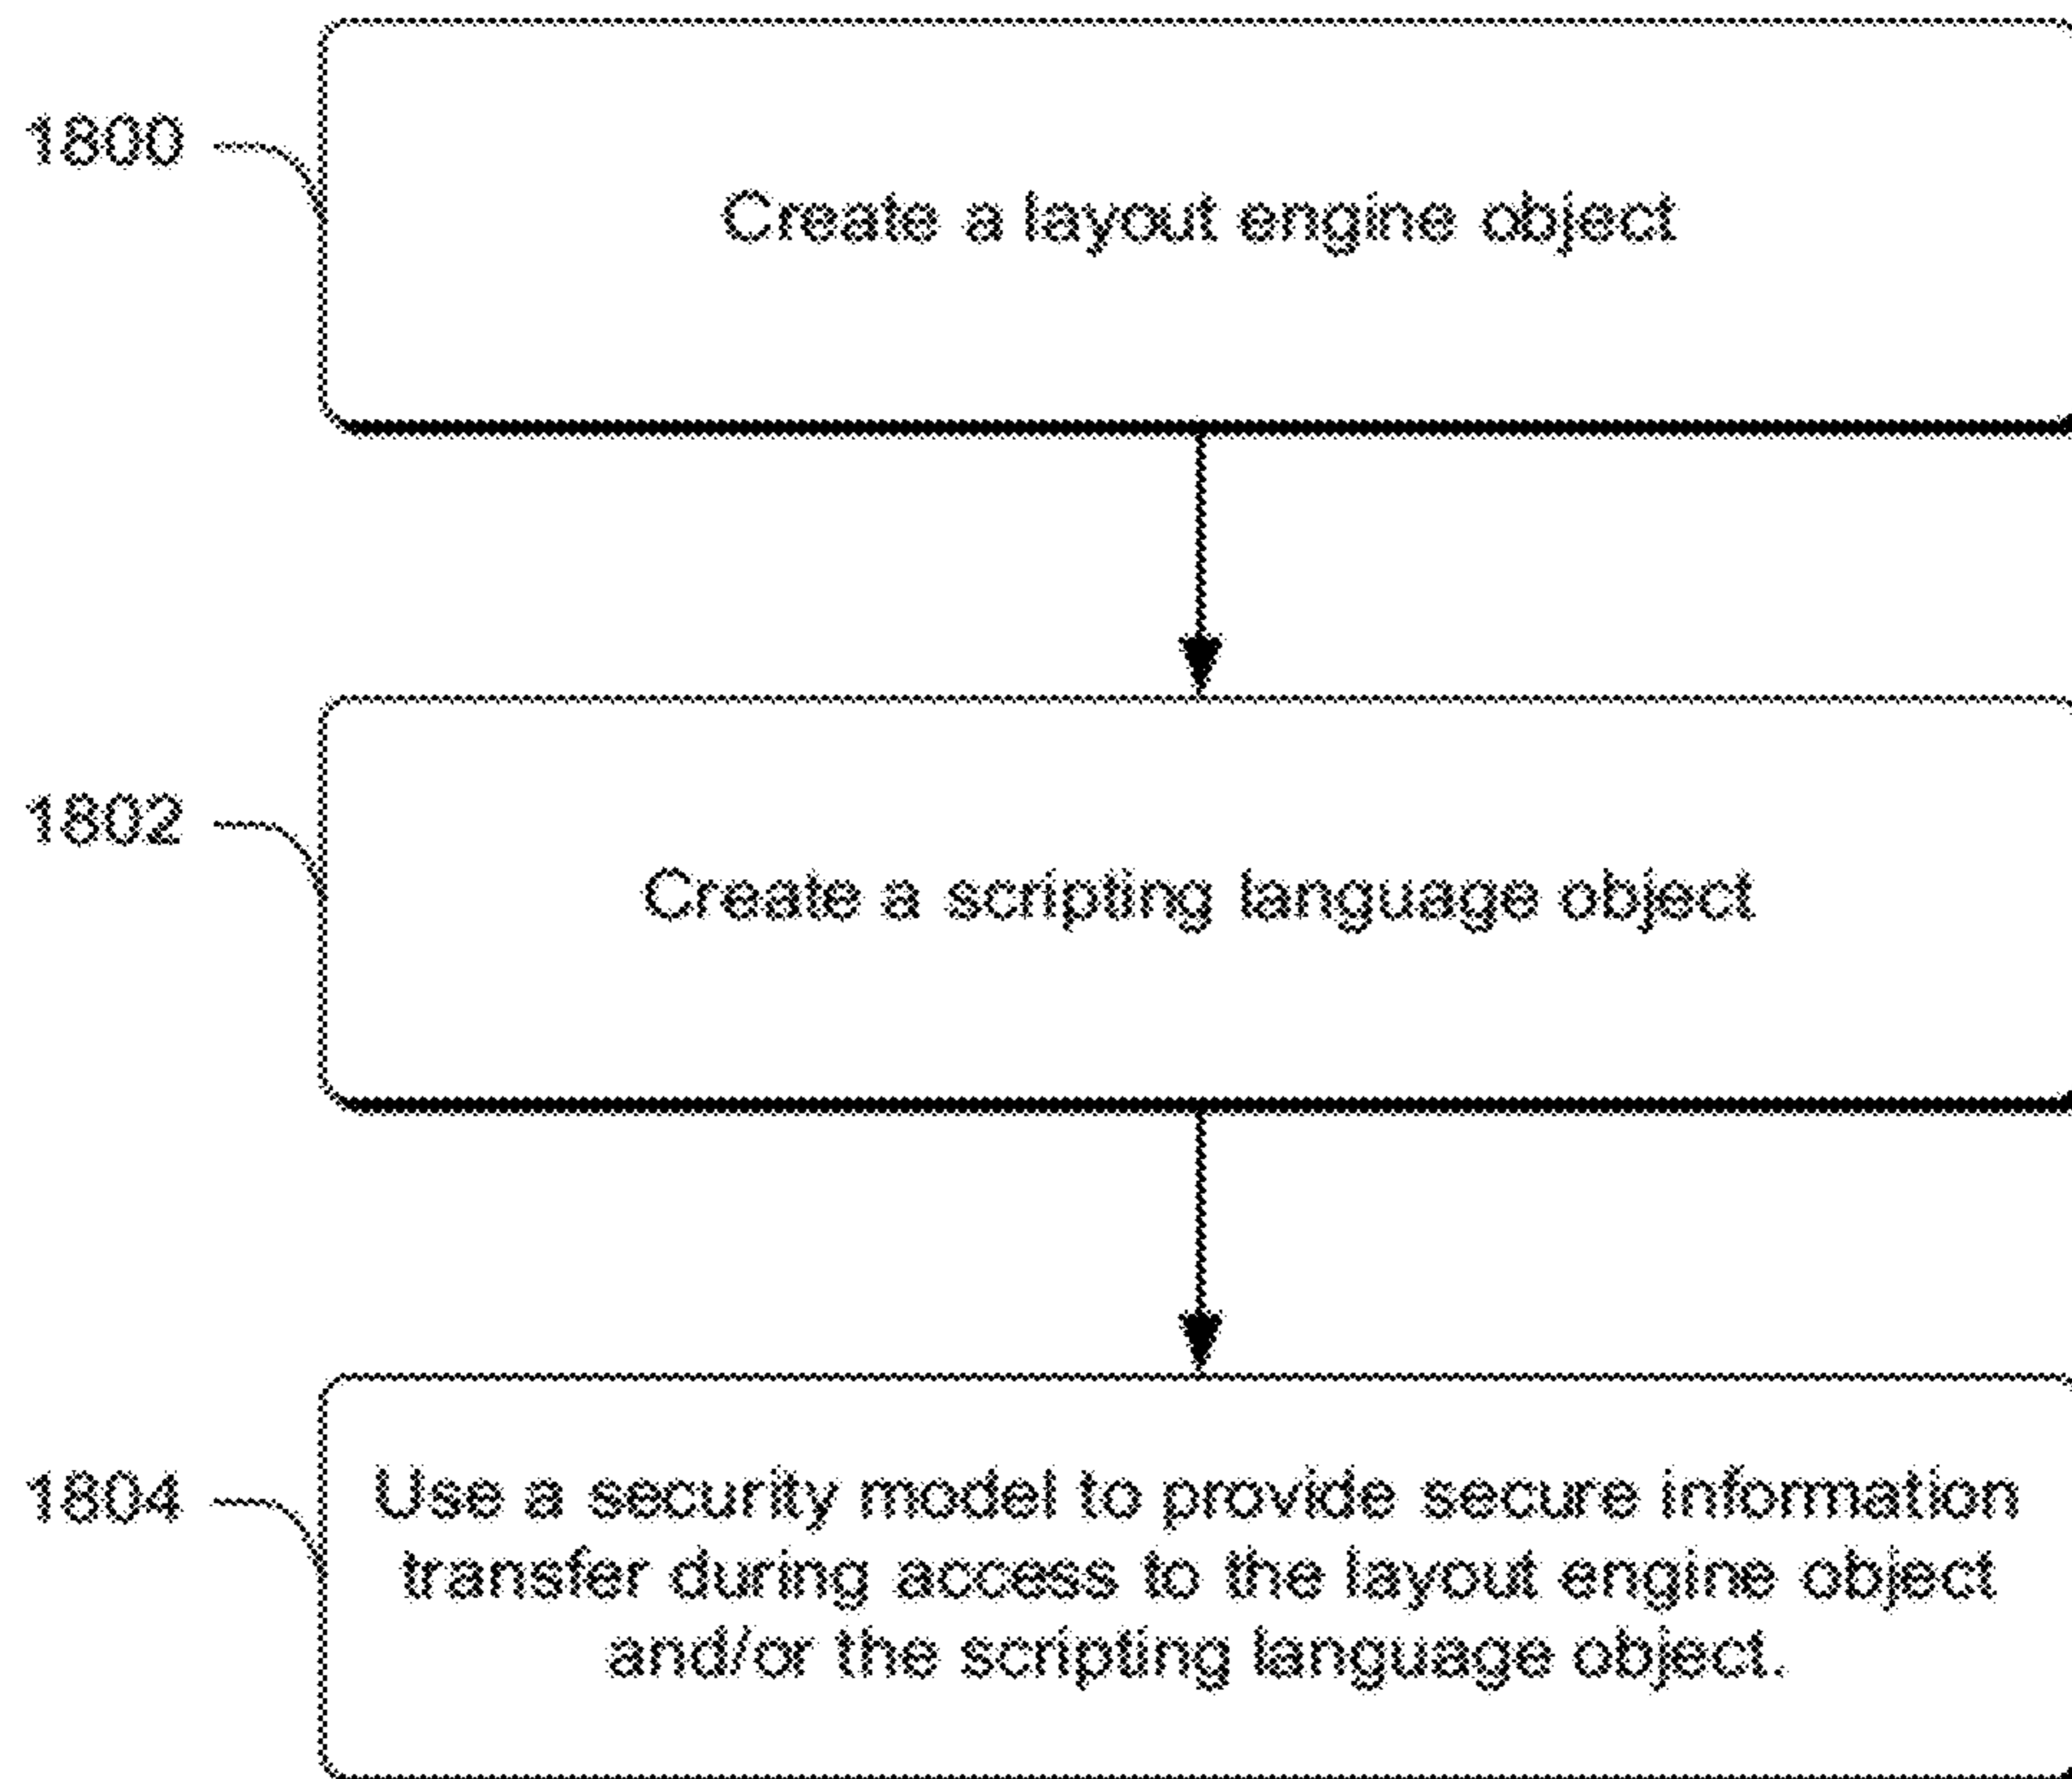 1800
Create a layout engine object
1802
Create a scripting language object
1804
Use a security model to provide secure information
transfer during access to the layout engine object
and/or the scripting language object.